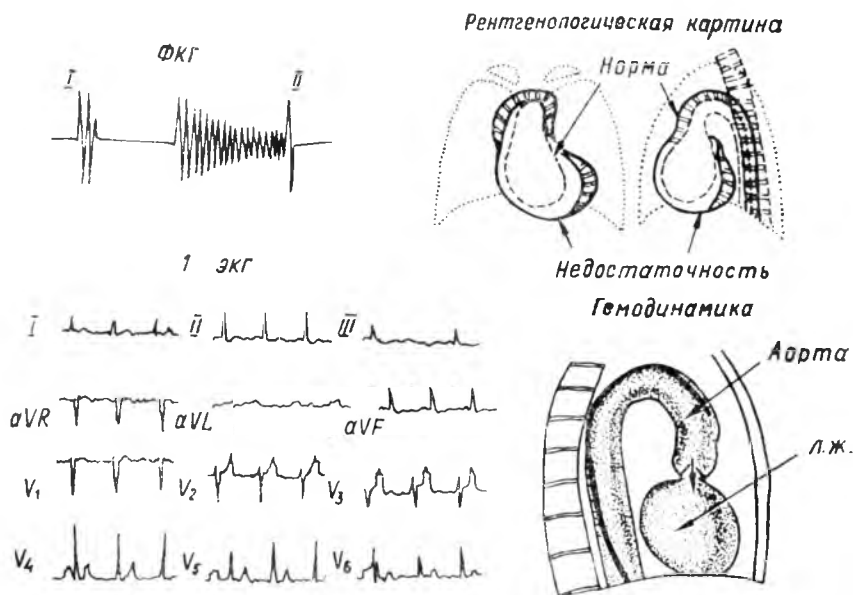 Рентгенологическая картина
ФКГ
Норма
I II
Недостаточность
1 ЭКГ
Гемодинамика
I II III
Аорта
aVR aVL aVF
Л.Ж.
V1 V2 V3
V4 V5 V6